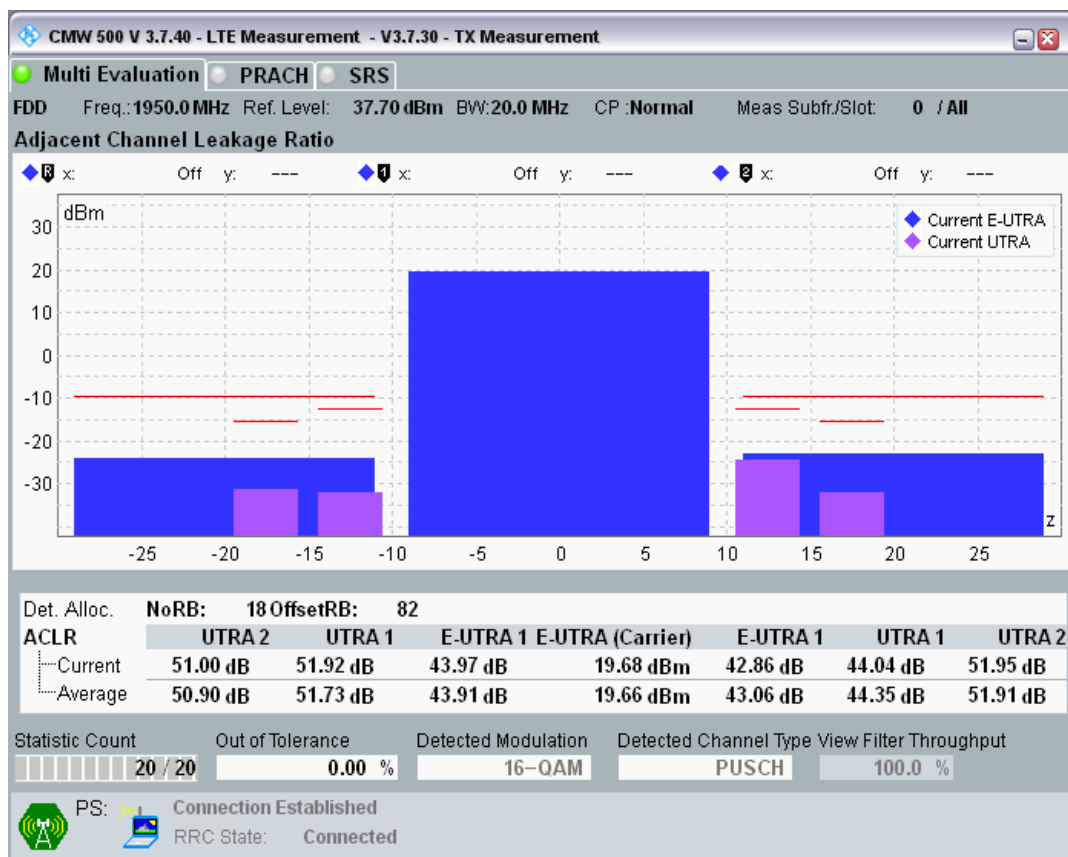 CMW 500 V 3.7.40 - LTE Measurement - V3.7.30 - TX Measurement
Multi Evaluation PRACH SRS
FDD Freq.: 1950.0 MHz Ref. Level: 37.70 dBm BW: 20.0 MHz CP : Normal Meas Subfr./Slot: 0 / All
Adjacent Channel Leakage Ratio
R x: Off y: --- 1 x: Off y: --- 2 x: Off y: ---
dBm
Current E-UTRA
Current UTRA
30
20
10
0
-10
-20
-30
z
-25 -20 -15 -10 -5 0 5 10 15 20 25
Det. Alloc. NoRB: 18 OffsetRB: 82
ACLR UTRA 2 UTRA 1 E-UTRA 1 E-UTRA (Carrier) E-UTRA 1 UTRA 1 UTRA 2
Current 51.00 dB 51.92 dB 43.97 dB 19.68 dBm 42.86 dB 44.04 dB 51.95 dB
Average 50.90 dB 51.73 dB 43.91 dB 19.66 dBm 43.06 dB 44.35 dB 51.91 dB
Statistic Count Out of Tolerance Detected Modulation Detected Channel Type View Filter Throughput
20 / 20 0.00 % 16-QAM PUSCH 100.0 %
PS: Connection Established
RRC State: Connected